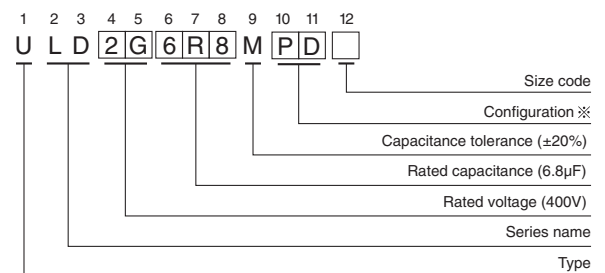 1 2 3 4 5 6 7 8 9 10 11 12
U L D 2 G 6 R 8 M P D
Size code
Configuration ※
Capacitance tolerance (±20%)
Rated capacitance (6.8µF)
Rated voltage (400V)
Series name
Type